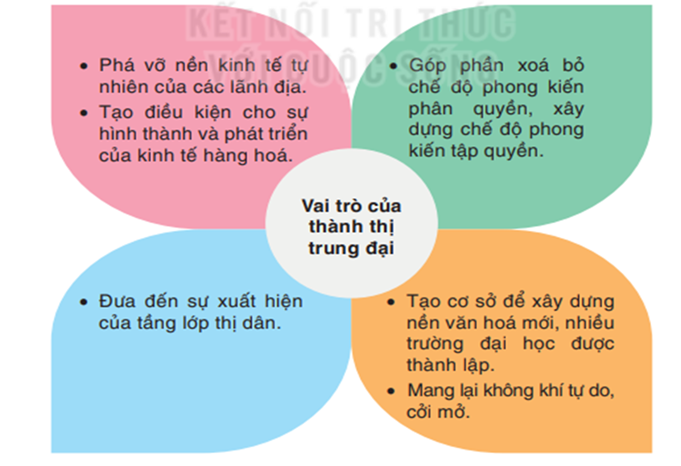 KẾT NỐI TRI THỨC
VỚI CUỘC SỐNG
• Phá vỡ nền kinh tế tự
nhiên của các lãnh địa.
• Tạo điều kiện cho sự
hình thành và phát triển
của kinh tế hàng hoá.
• Góp phần xoá bỏ
chế độ phong kiến
phân quyền, xây
dựng chế độ phong
kiến tập quyền.
Vai trò của
thành thị
trung đại
• Đưa đến sự xuất hiện
của tầng lớp thị dân.
• Tạo cơ sở để xây dựng
nền văn hoá mới, nhiều
trường đại học được
thành lập.
• Mang lại không khí tự do,
cởi mở.